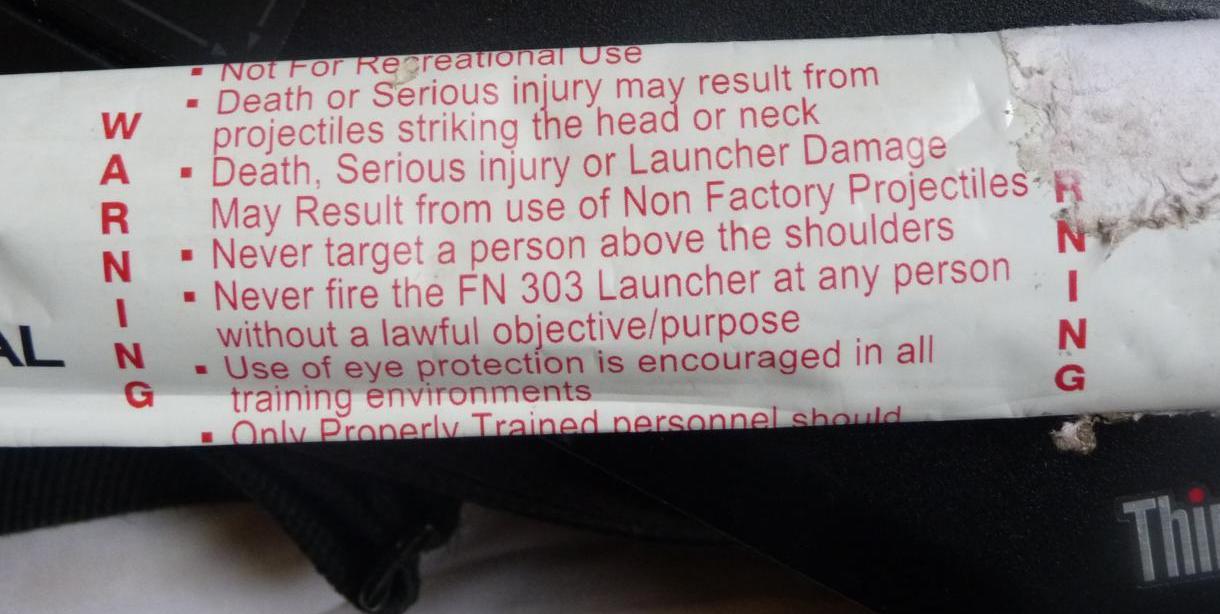 ▪ Not For Recreational Use
▪ Death or Serious injury may result from
projectiles striking the head or neck
▪ Death, Serious injury or Launcher Damage
May Result from use of Non Factory Projectiles
▪ Never target a person above the shoulders
▪ Never fire the FN 303 Launcher at any person
without a lawful objective/purpose
▪ Use of eye protection is encouraged in all
training environments
▪ Only Properly Trained personnel should
WARNING
RNING
AL
Thin